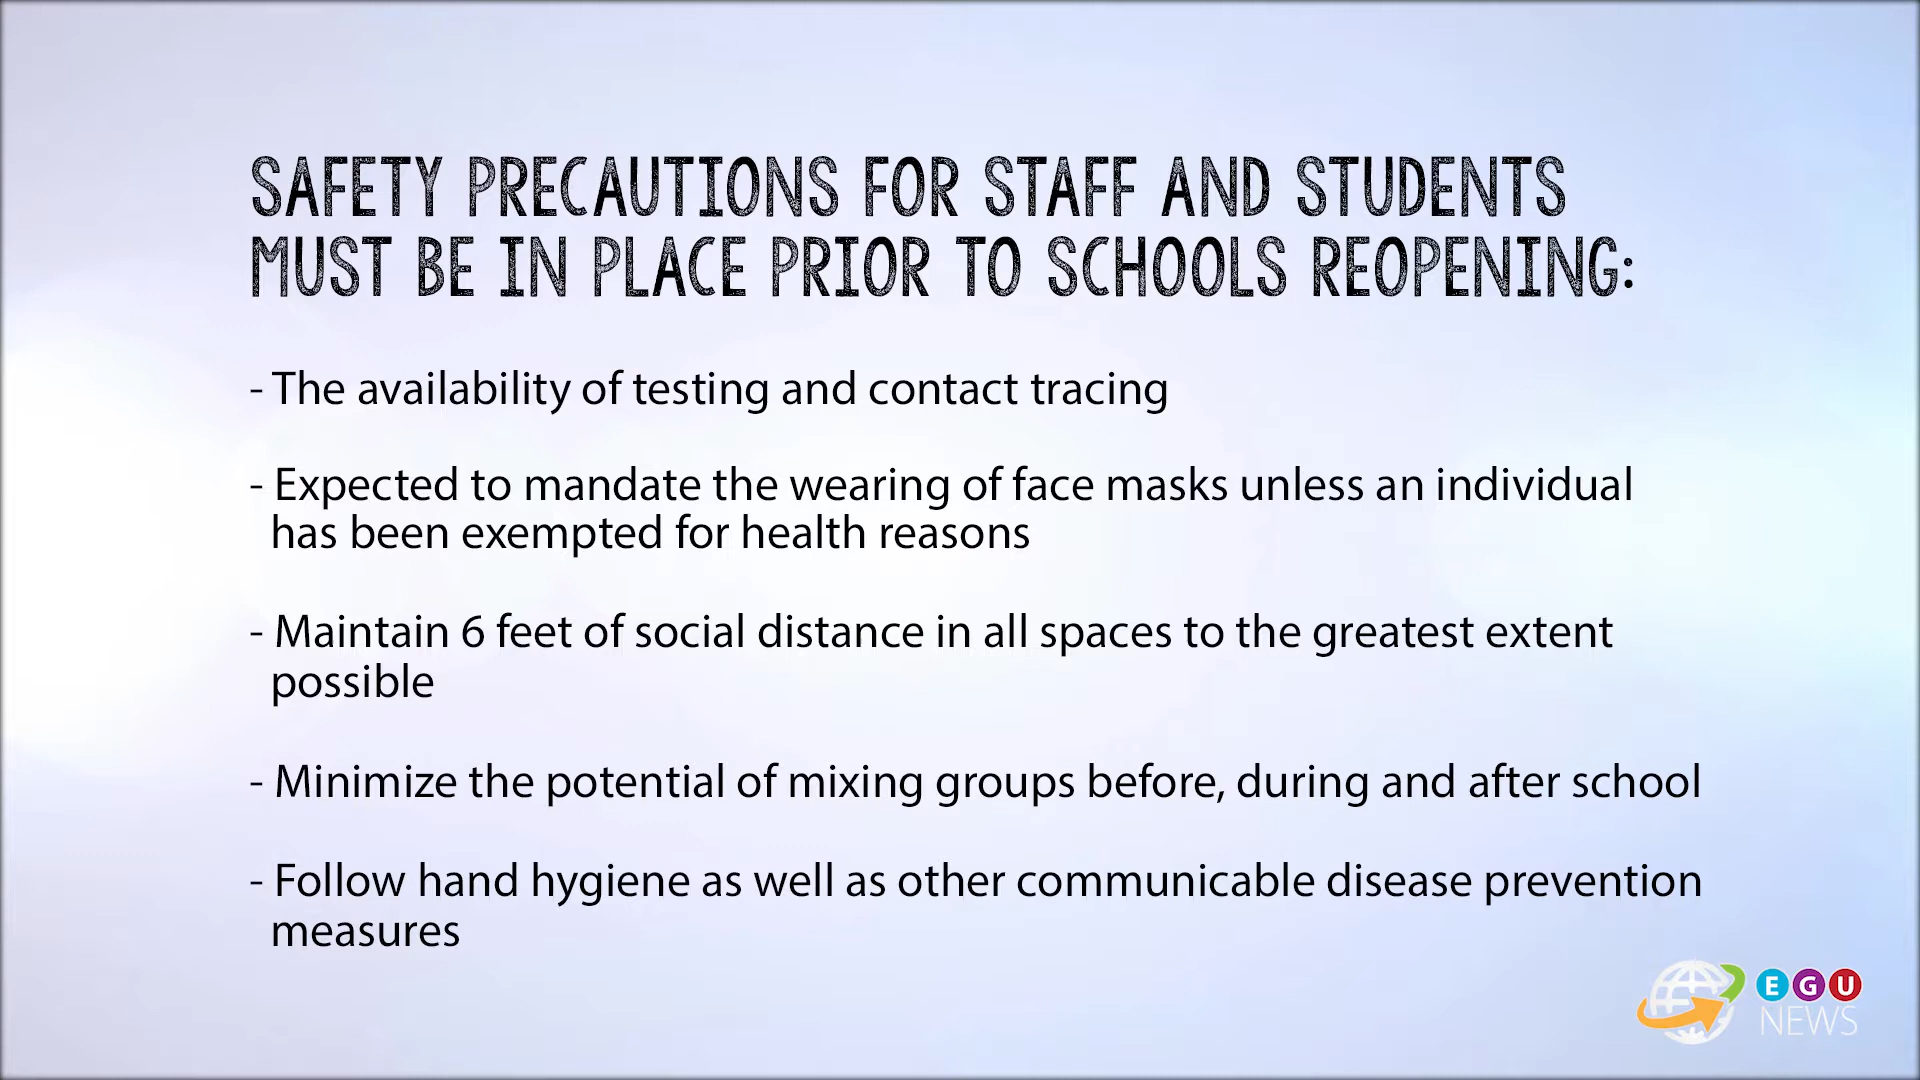 SAFETY PRECAUTIONS FOR STAFF AND STUDENTS
MUST BE IN PLACE PRIOR TO SCHOOLS REOPENING:
- The availability of testing and contact tracing
- Expected to mandate the wearing of face masks unless an individual
has been exempted for health reasons
- Maintain 6 feet of social distance in all spaces to the greatest extent
possible
- Minimize the potential of mixing groups before, during and after school
- Follow hand hygiene as well as other communicable disease prevention
measures
EGU
NEWS